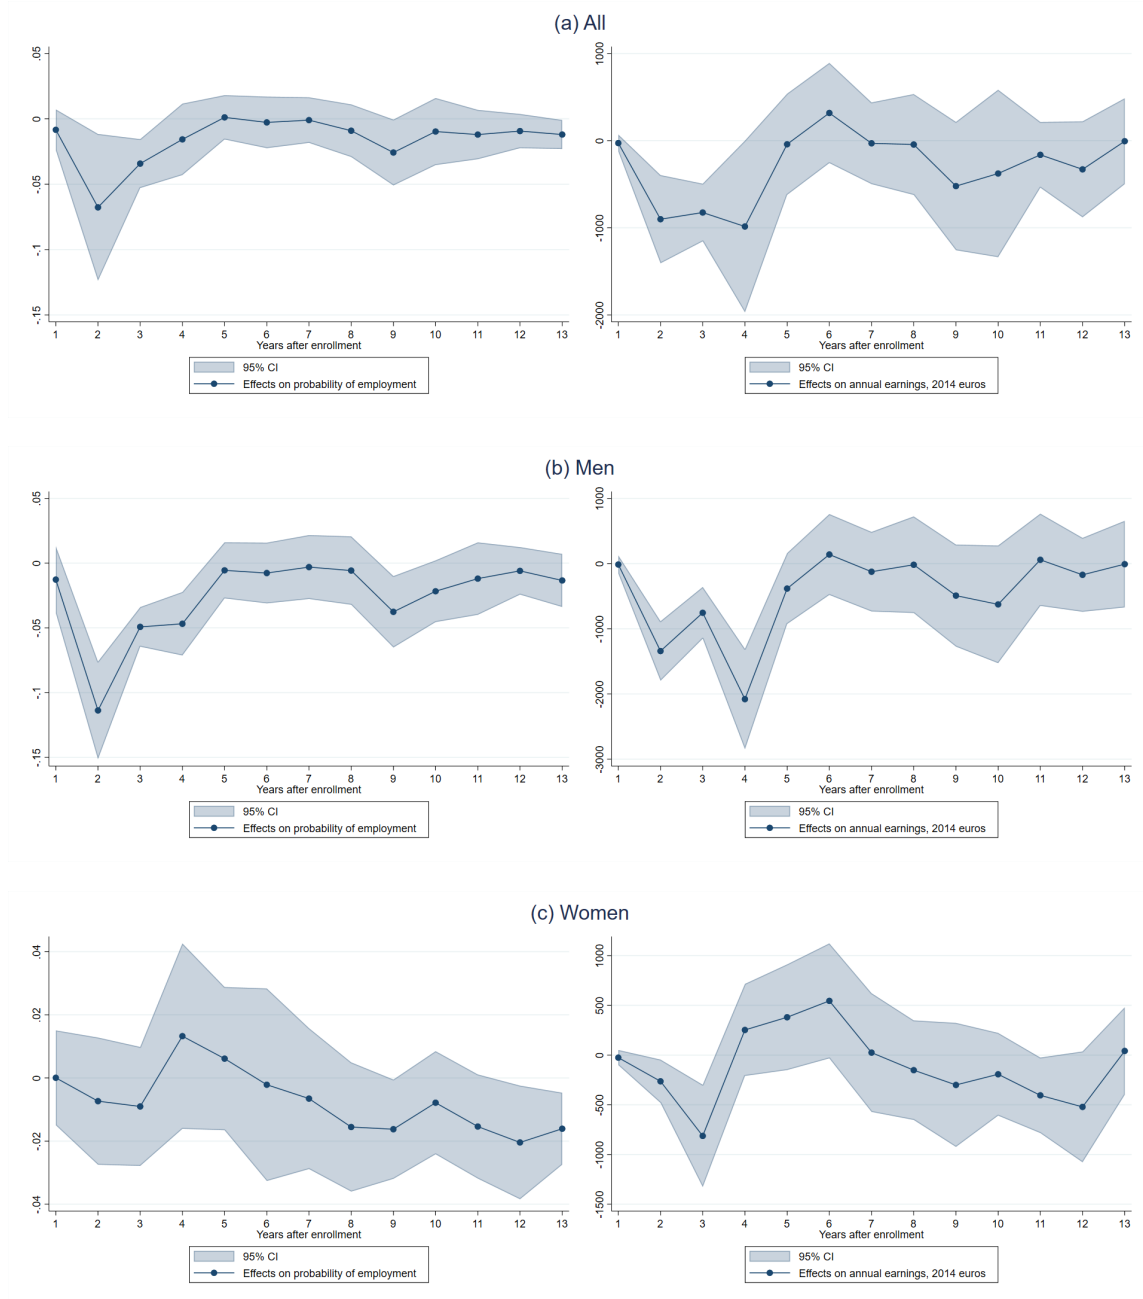 (a) All
.05
0
-.05
-.1
-.15
1 2 3 4 5 6 7 8 9 10 11 12 13
Years after enrollment
95% CI
Effects on probability of employment
1000
0
-1000
-2000
1 2 3 4 5 6 7 8 9 10 11 12 13
Years after enrollment
95% CI
Effects on annual earnings, 2014 euros
(b) Men
.05
0
-.05
-.1
-.15
1 2 3 4 5 6 7 8 9 10 11 12 13
Years after enrollment
95% CI
Effects on probability of employment
1000
0
-1000
-2000
-3000
1 2 3 4 5 6 7 8 9 10 11 12 13
Years after enrollment
95% CI
Effects on annual earnings, 2014 euros
(c) Women
.04
.02
0
-.02
-.04
1 2 3 4 5 6 7 8 9 10 11 12 13
Years after enrollment
95% CI
Effects on probability of employment
1000
500
0
-500
-1000
-1500
1 2 3 4 5 6 7 8 9 10 11 12 13
Years after enrollment
95% CI
Effects on annual earnings, 2014 euros